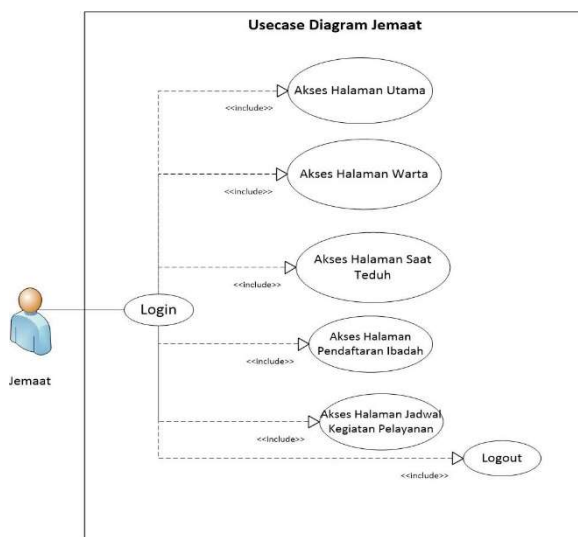 Usecase Diagram Jemaat
Akses Halaman Utama
<<include>>
Akses Halaman Warta
<<include>>
Akses Halaman Saat
Teduh
<<include>>
Login
Jemaat
Akses Halaman
Pendaftaran Ibadah
<<include>>
Akses Halaman Jadwal
Kegiatan Pelayanan
<<include>>
Logout
<<include>>